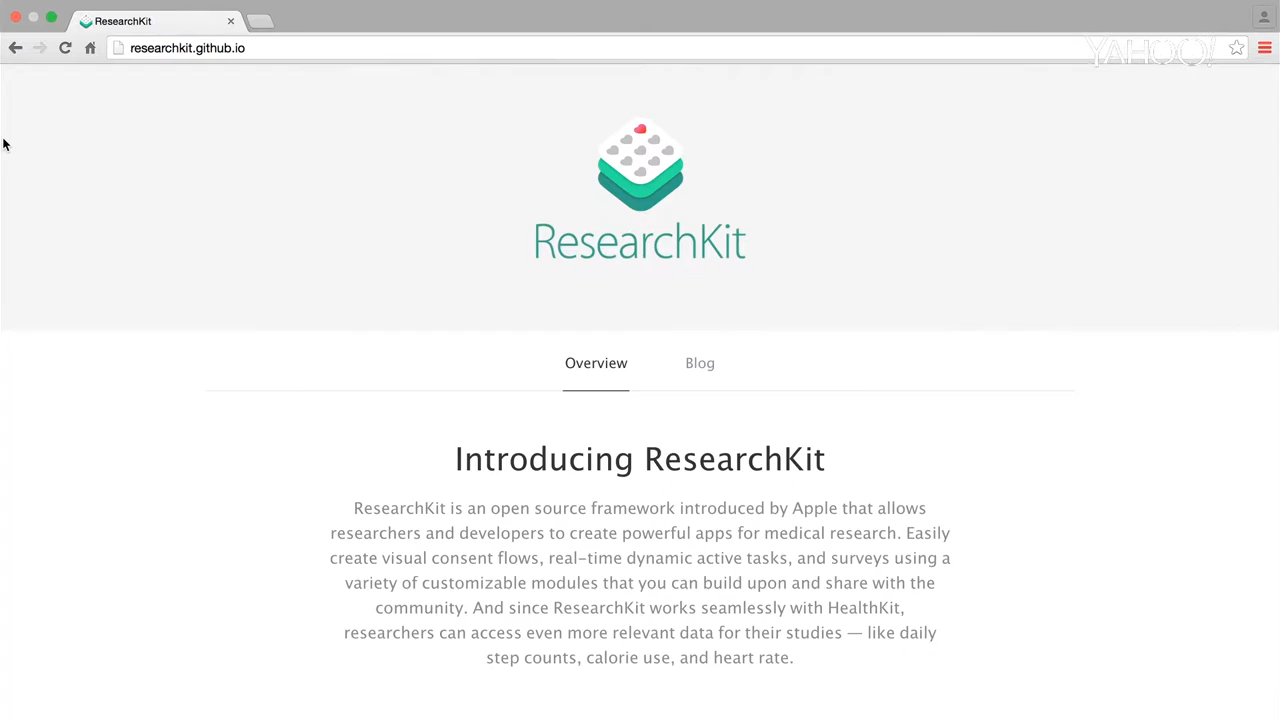 ResearchKit
researchkit.github.io
YAHOO!
ResearchKit
Overview
Blog
Introducing ResearchKit
ResearchKit is an open source framework introduced by Apple that allows
researchers and developers to create powerful apps for medical research. Easily
create visual consent flows, real-time dynamic active tasks, and surveys using a
variety of customizable modules that you can build upon and share with the
community. And since ResearchKit works seamlessly with HealthKit,
researchers can access even more relevant data for their studies — like daily
step counts, calorie use, and heart rate.